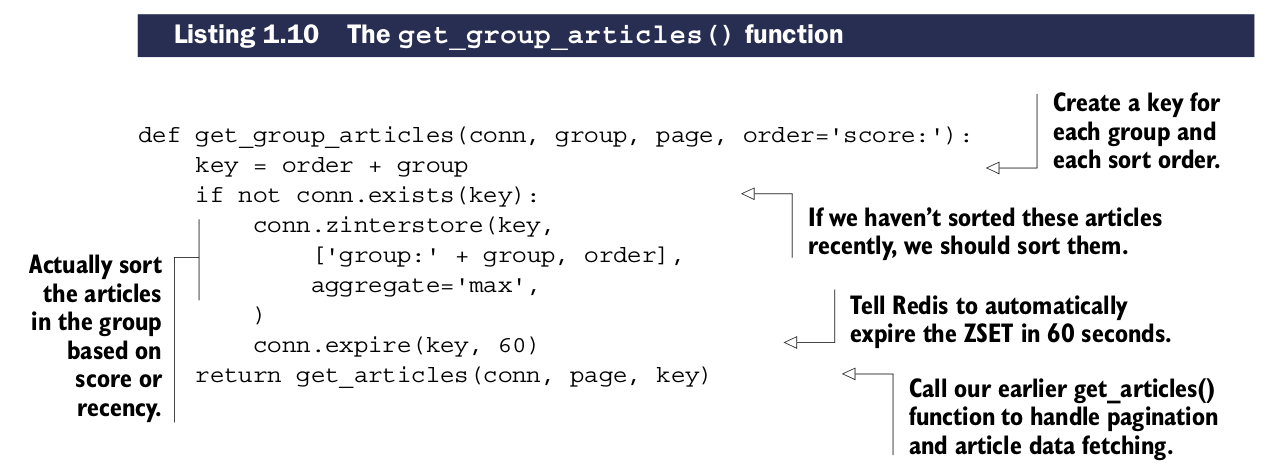 Listing 1.10 The get_group_articles() function
def get_group_articles(conn, group, page, order='score:'):
    key = order + group
    if not conn.exists(key):
        conn.zinterstore(key,
            ['group:' + group, order],
            aggregate='max',
        )
        conn.expire(key, 60)
    return get_articles(conn, page, key)
Create a key for
each group and
each sort order.
If we haven’t sorted these articles
recently, we should sort them.
Actually sort
the articles
in the group
based on
score or
recency.
Tell Redis to automatically
expire the ZSET in 60 seconds.
Call our earlier get_articles()
function to handle pagination
and article data fetching.